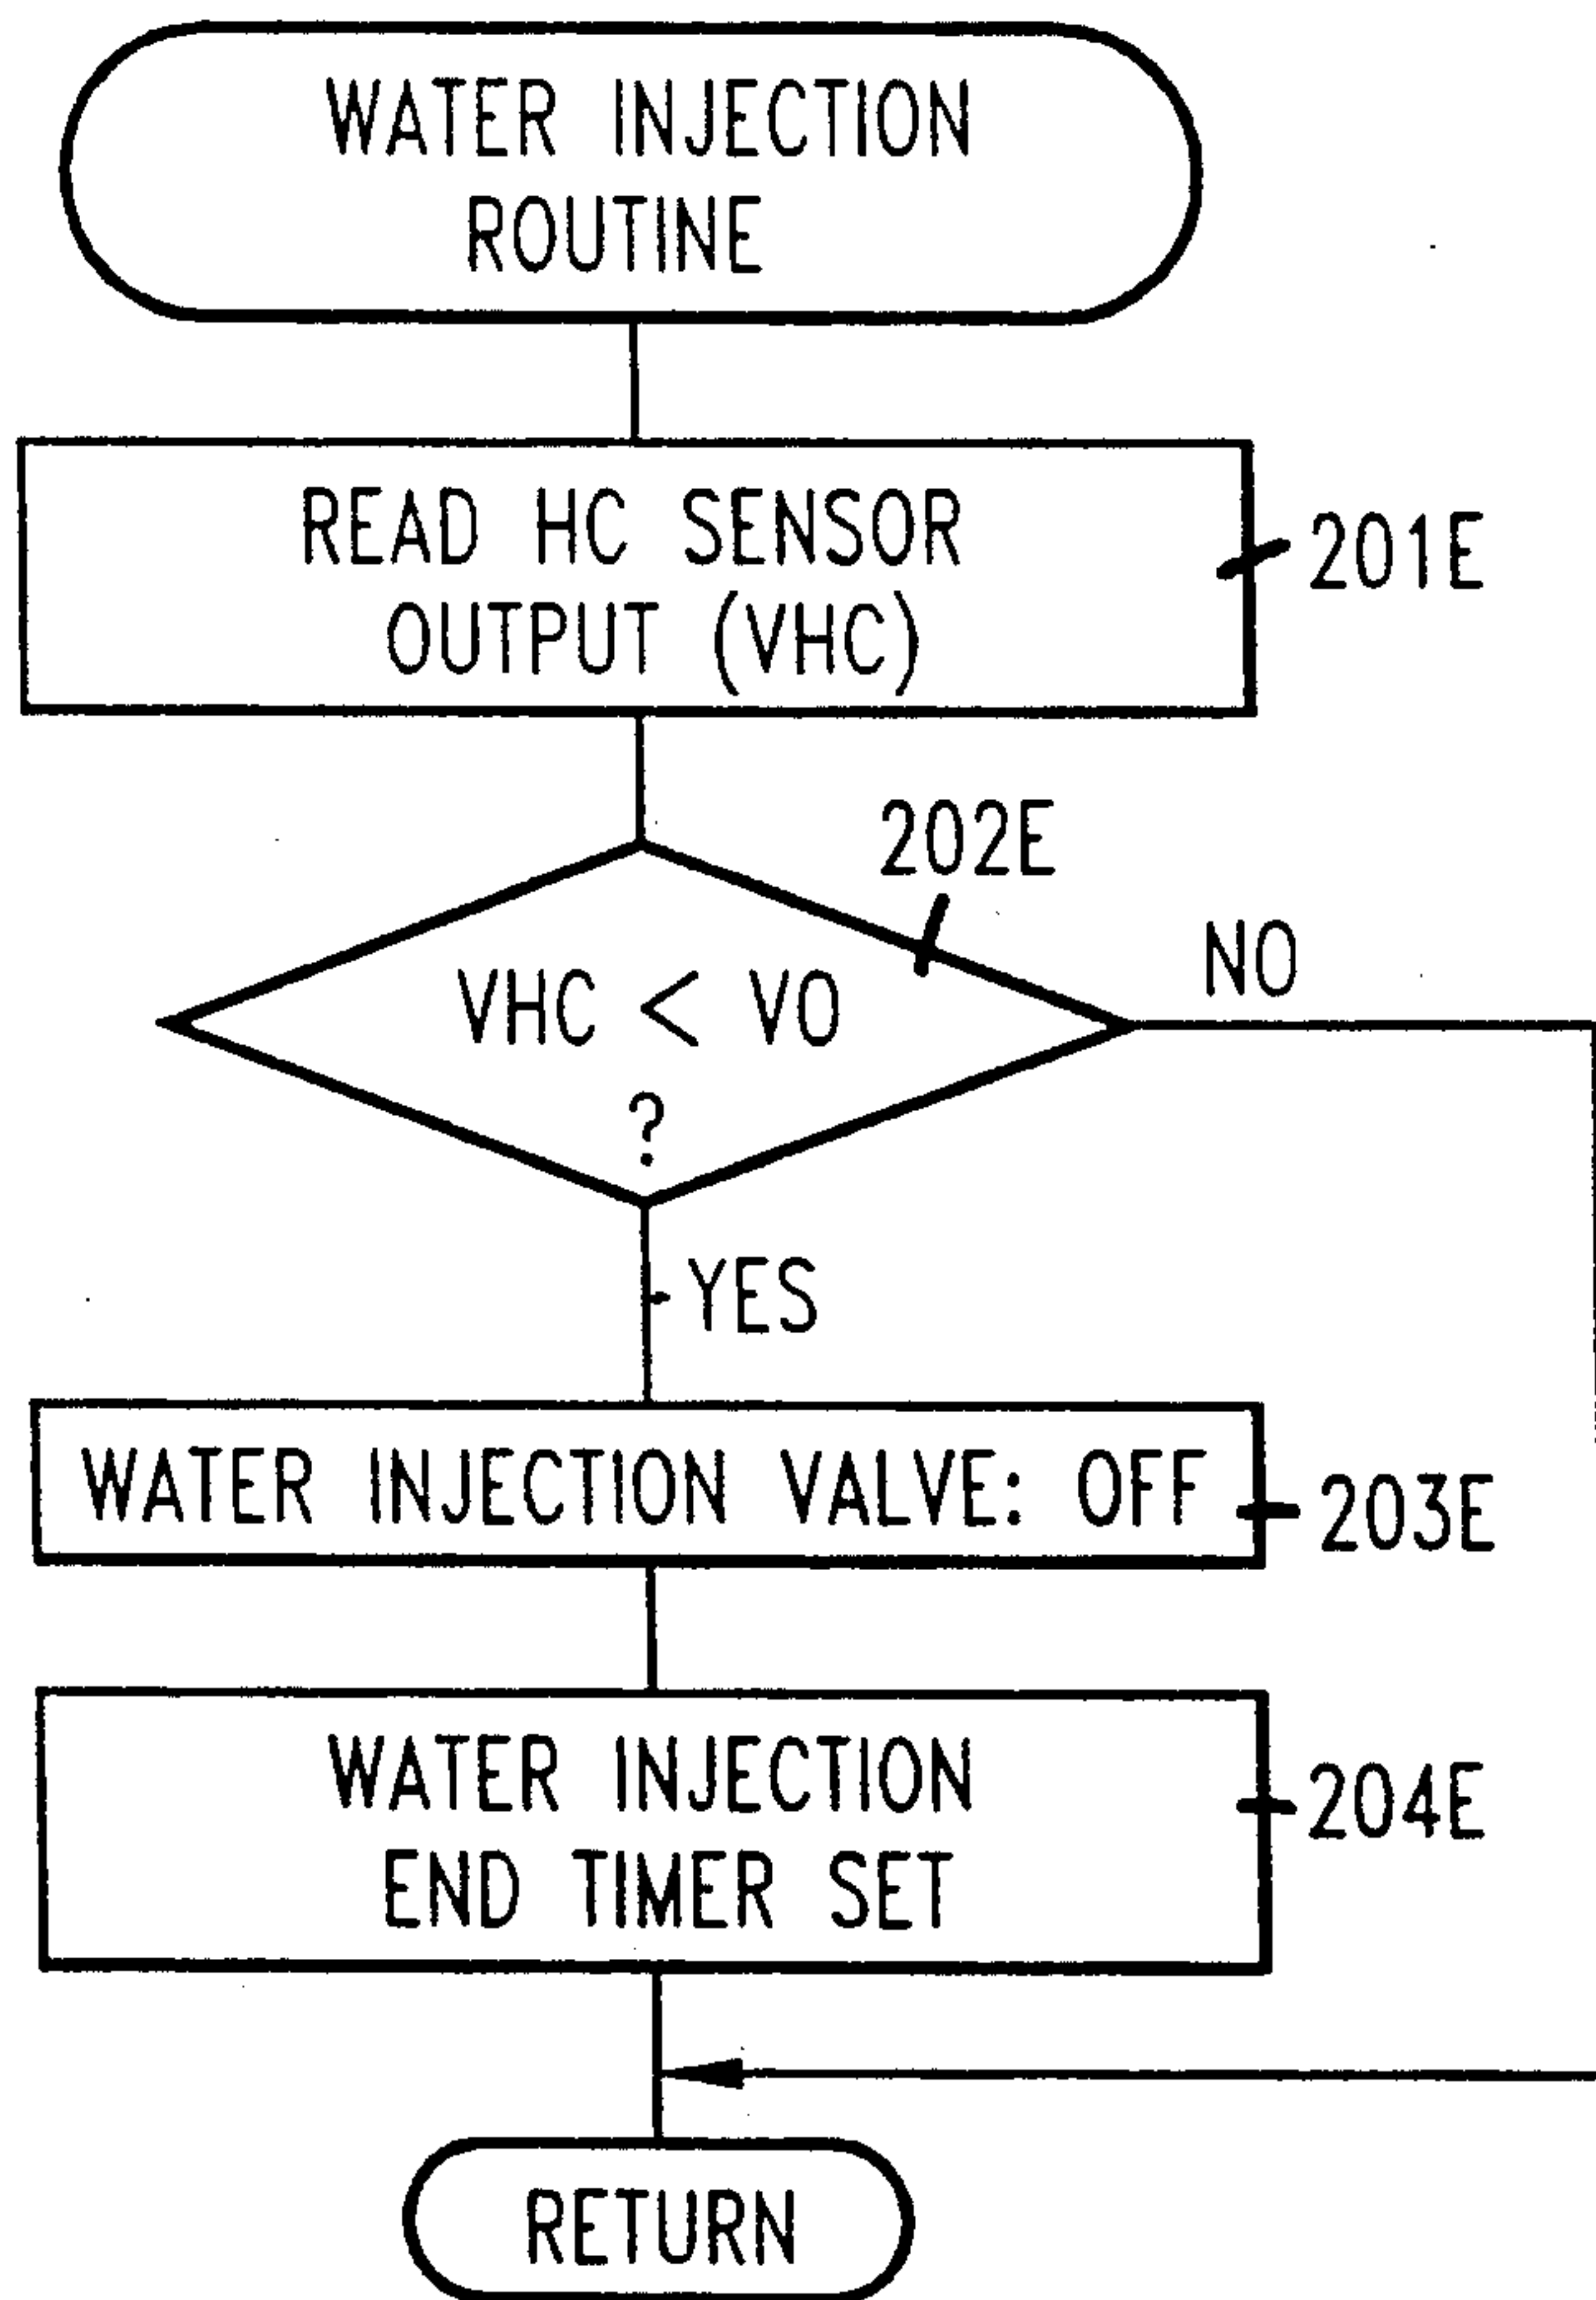 WATER INJECTION
ROUTINE
READ HC SENSOR
OUTPUT (VHC)
201E
202E
VHC < VO
?
NO
YES
WATER INJECTION VALVE: OFF
203E
WATER INJECTION
END TIMER SET
204E
RETURN